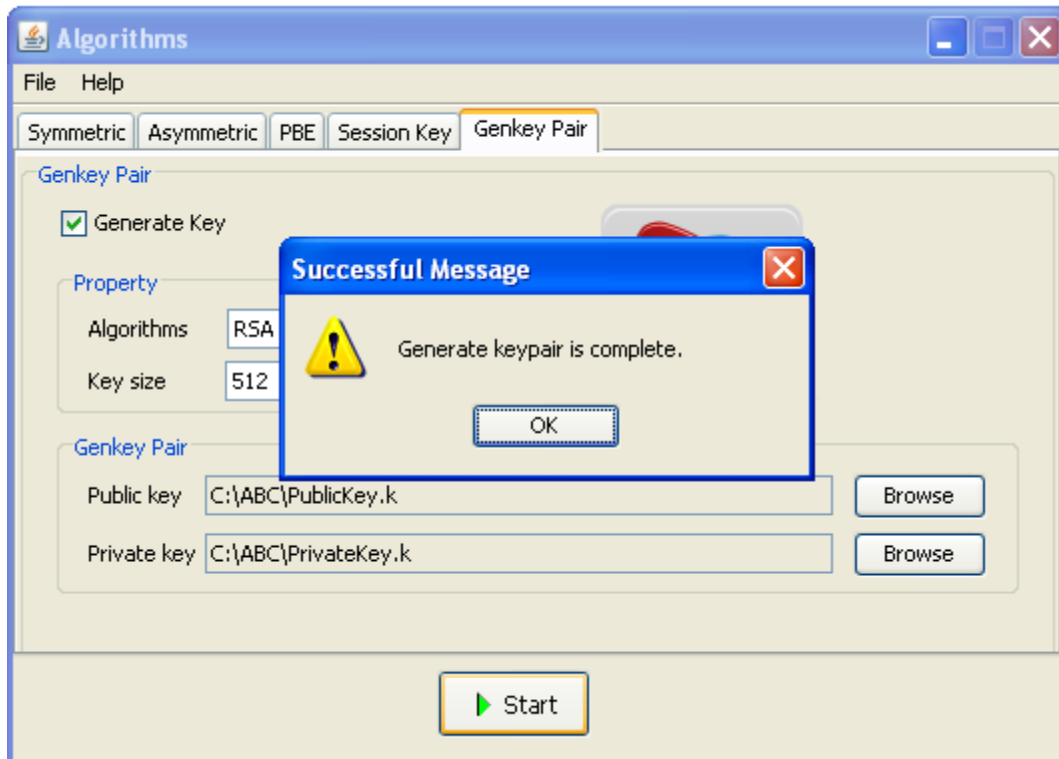 Algorithms
File Help
Symmetric Asymmetric PBE Session Key Genkey Pair
Genkey Pair
Generate Key
Successful Message
Property
Algorithms RSA
Generate keypair is complete.
Key size 512
OK
Genkey Pair
Public key C:\ABC\PublicKey.k Browse
Private key C:\ABC\PrivateKey.k Browse
Start